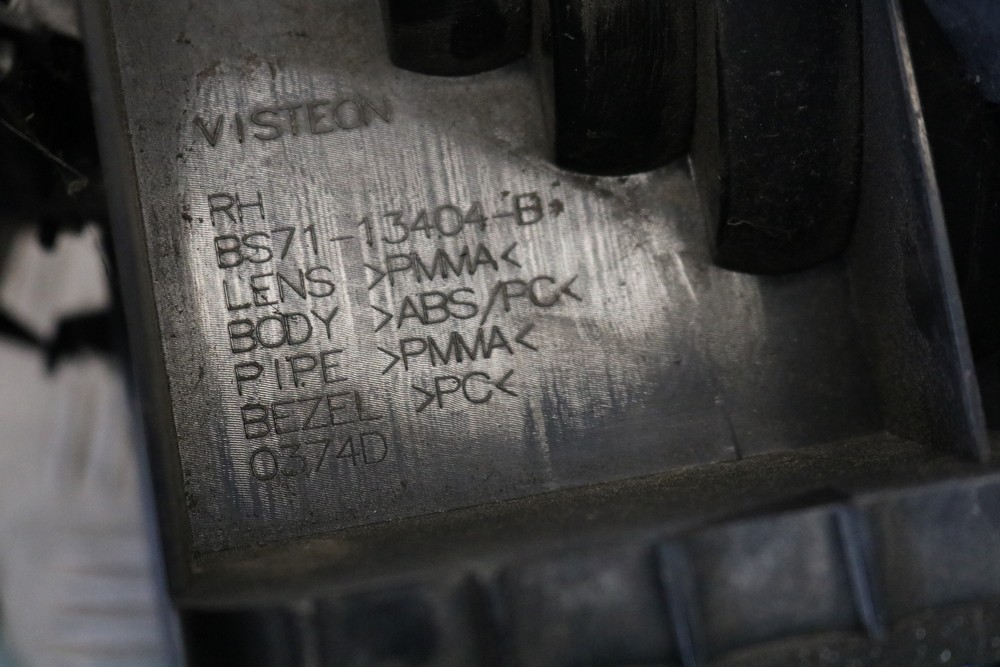 VISTEON
RH
BS71-13404-B
LENS >PMMA<
BODY >ABS/PC<
PIPE >PMMA<
BEZEL >PC<
0374D